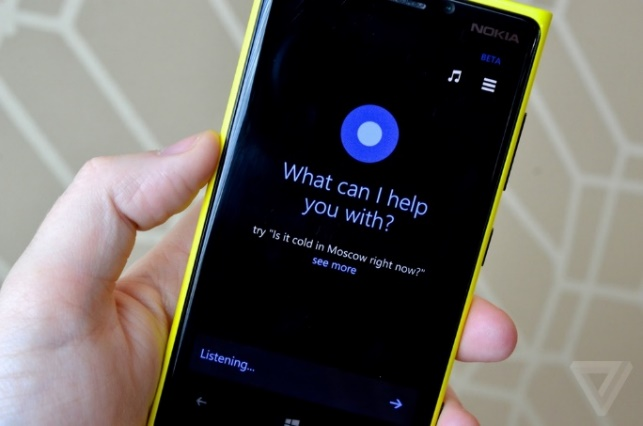 NOKIA
BETA
What can I help
you with?
try "Is it cold in Moscow right now?"
see more
Listening...